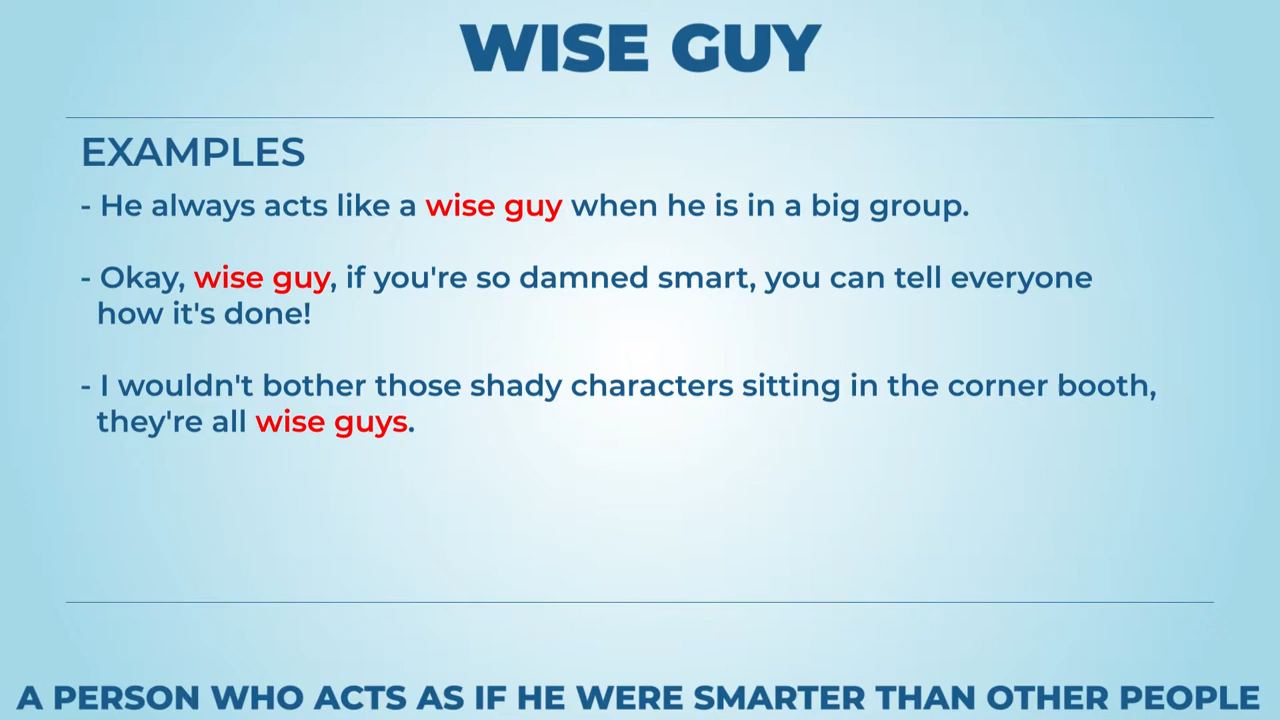 WISE GUY
EXAMPLES
- He always acts like a wise guy when he is in a big group.
- Okay, wise guy, if you're so damned smart, you can tell everyone
how it's done!
- I wouldn't bother those shady characters sitting in the corner booth,
they're all wise guys.
A PERSON WHO ACTS AS IF HE WERE SMARTER THAN OTHER PEOPLE